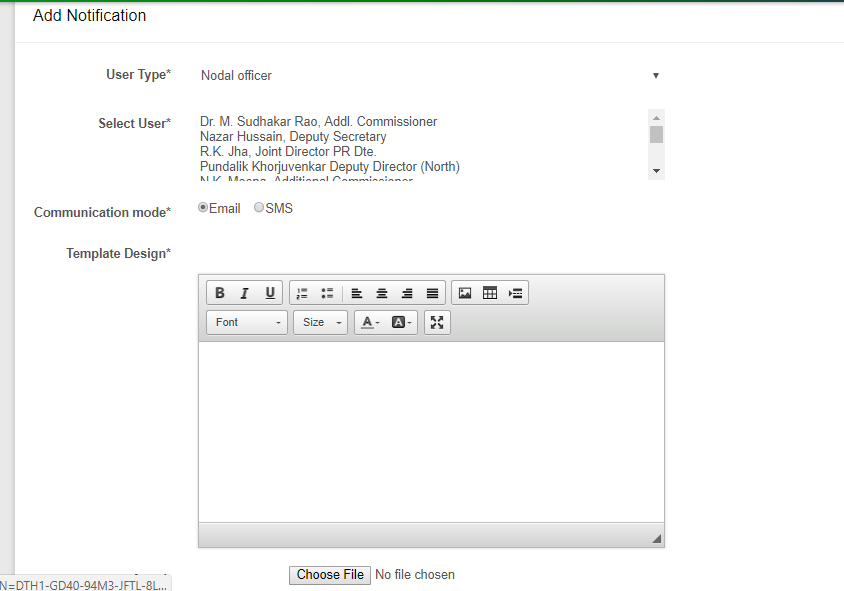 Add Notification
User Type* Nodal officer
Select User* Dr. M. Sudhakar Rao, Addl. Commissioner
Nazar Hussain, Deputy Secretary
R.K. Jha, Joint Director PR Dte.
Pundalik Khorjuvenkar Deputy Director (North)
N.K. Meena, Additional Commissioner
Communication mode* Email SMS
Template Design*
B I U
Font Size A A
Choose File No file chosen
N=DTH1-GD40-94M3-JFTL-8L...